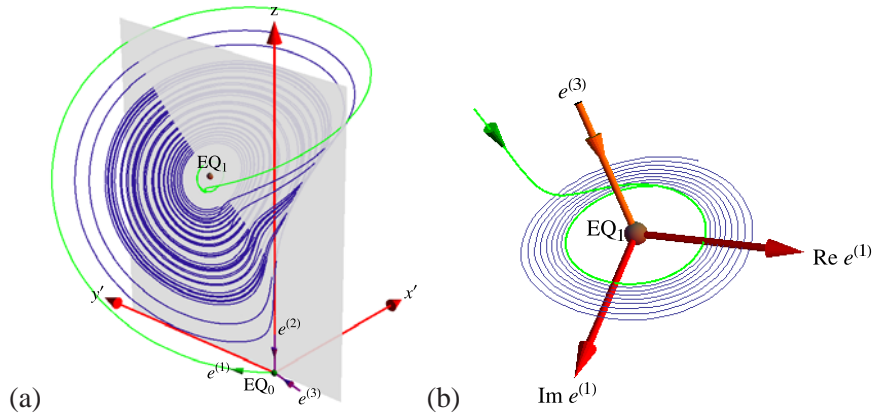 z
EQ₁
y′
x′
e⁽²⁾
e⁽¹⁾
EQ₀
e⁽³⁾
(a)
e⁽³⁾
EQ₁
Re e⁽¹⁾
Im e⁽¹⁾
(b)